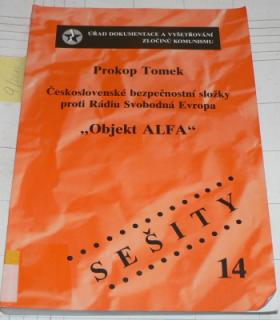 ÚŘAD DOKUMENTACE A VYŠETŘOVÁNÍ
ZLOČINŮ KOMUNISMU
Prokop Tomek
Československé bezpečnostní složky
proti Rádiu Svobodná Evropa
„Objekt ALFA“
SEŠITY
14